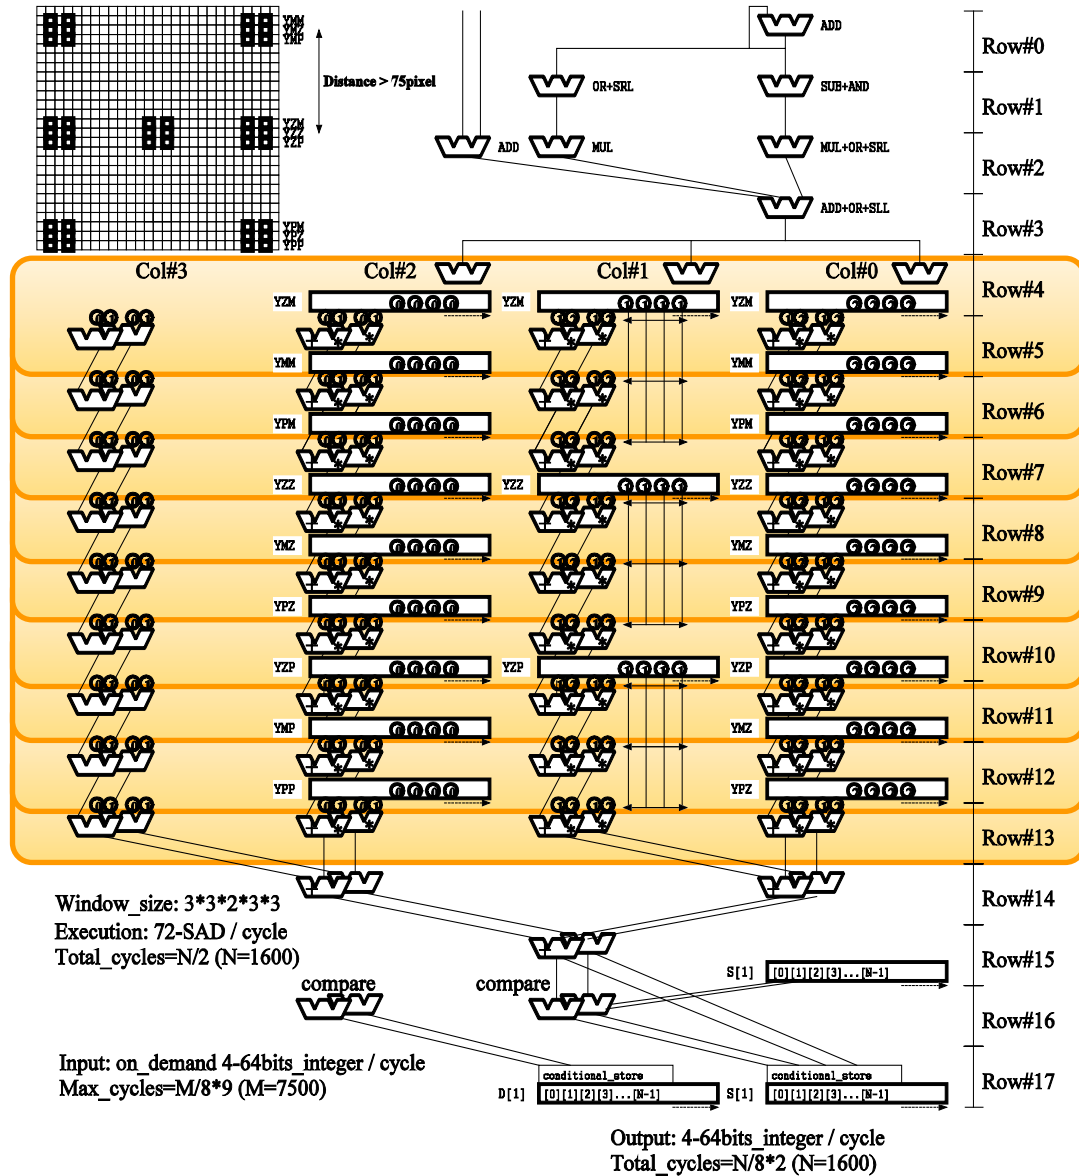 YMM
YMZ
YMP
Distance > 75pixel
YZM
YZZ
YZP
YPM
YPZ
YPP
ADD
Row#0
OR+SRL
SUB+AND
Row#1
ADD
MUL
MUL+OR+SRL
Row#2
ADD+OR+SLL
Row#3
Col#3
Col#2
Col#1
Col#0
Row#4
YZM
YZM
YZM
Row#5
YMM
YMM
Row#6
YPM
YPM
Row#7
YZZ
YZZ
YZZ
Row#8
YMZ
YMZ
Row#9
YPZ
YPZ
Row#10
YZP
YZP
YZP
Row#11
YMP
YMZ
Row#12
YPP
YPZ
Row#13
Row#14
Window_size: 3*3*2*3*3
Execution: 72-SAD / cycle
Total_cycles=N/2 (N=1600)
Row#15
S[1]
[0][1][2][3]...[N-1]
compare
compare
Row#16
Input: on_demand 4-64bits_integer / cycle
Max_cycles=M/8*9 (M=7500)
Row#17
conditional_store
conditional_store
D[1]
[0][1][2][3]...[N-1]
S[1]
[0][1][2][3]...[N-1]
Output: 4-64bits_integer / cycle
Total_cycles=N/8*2 (N=1600)